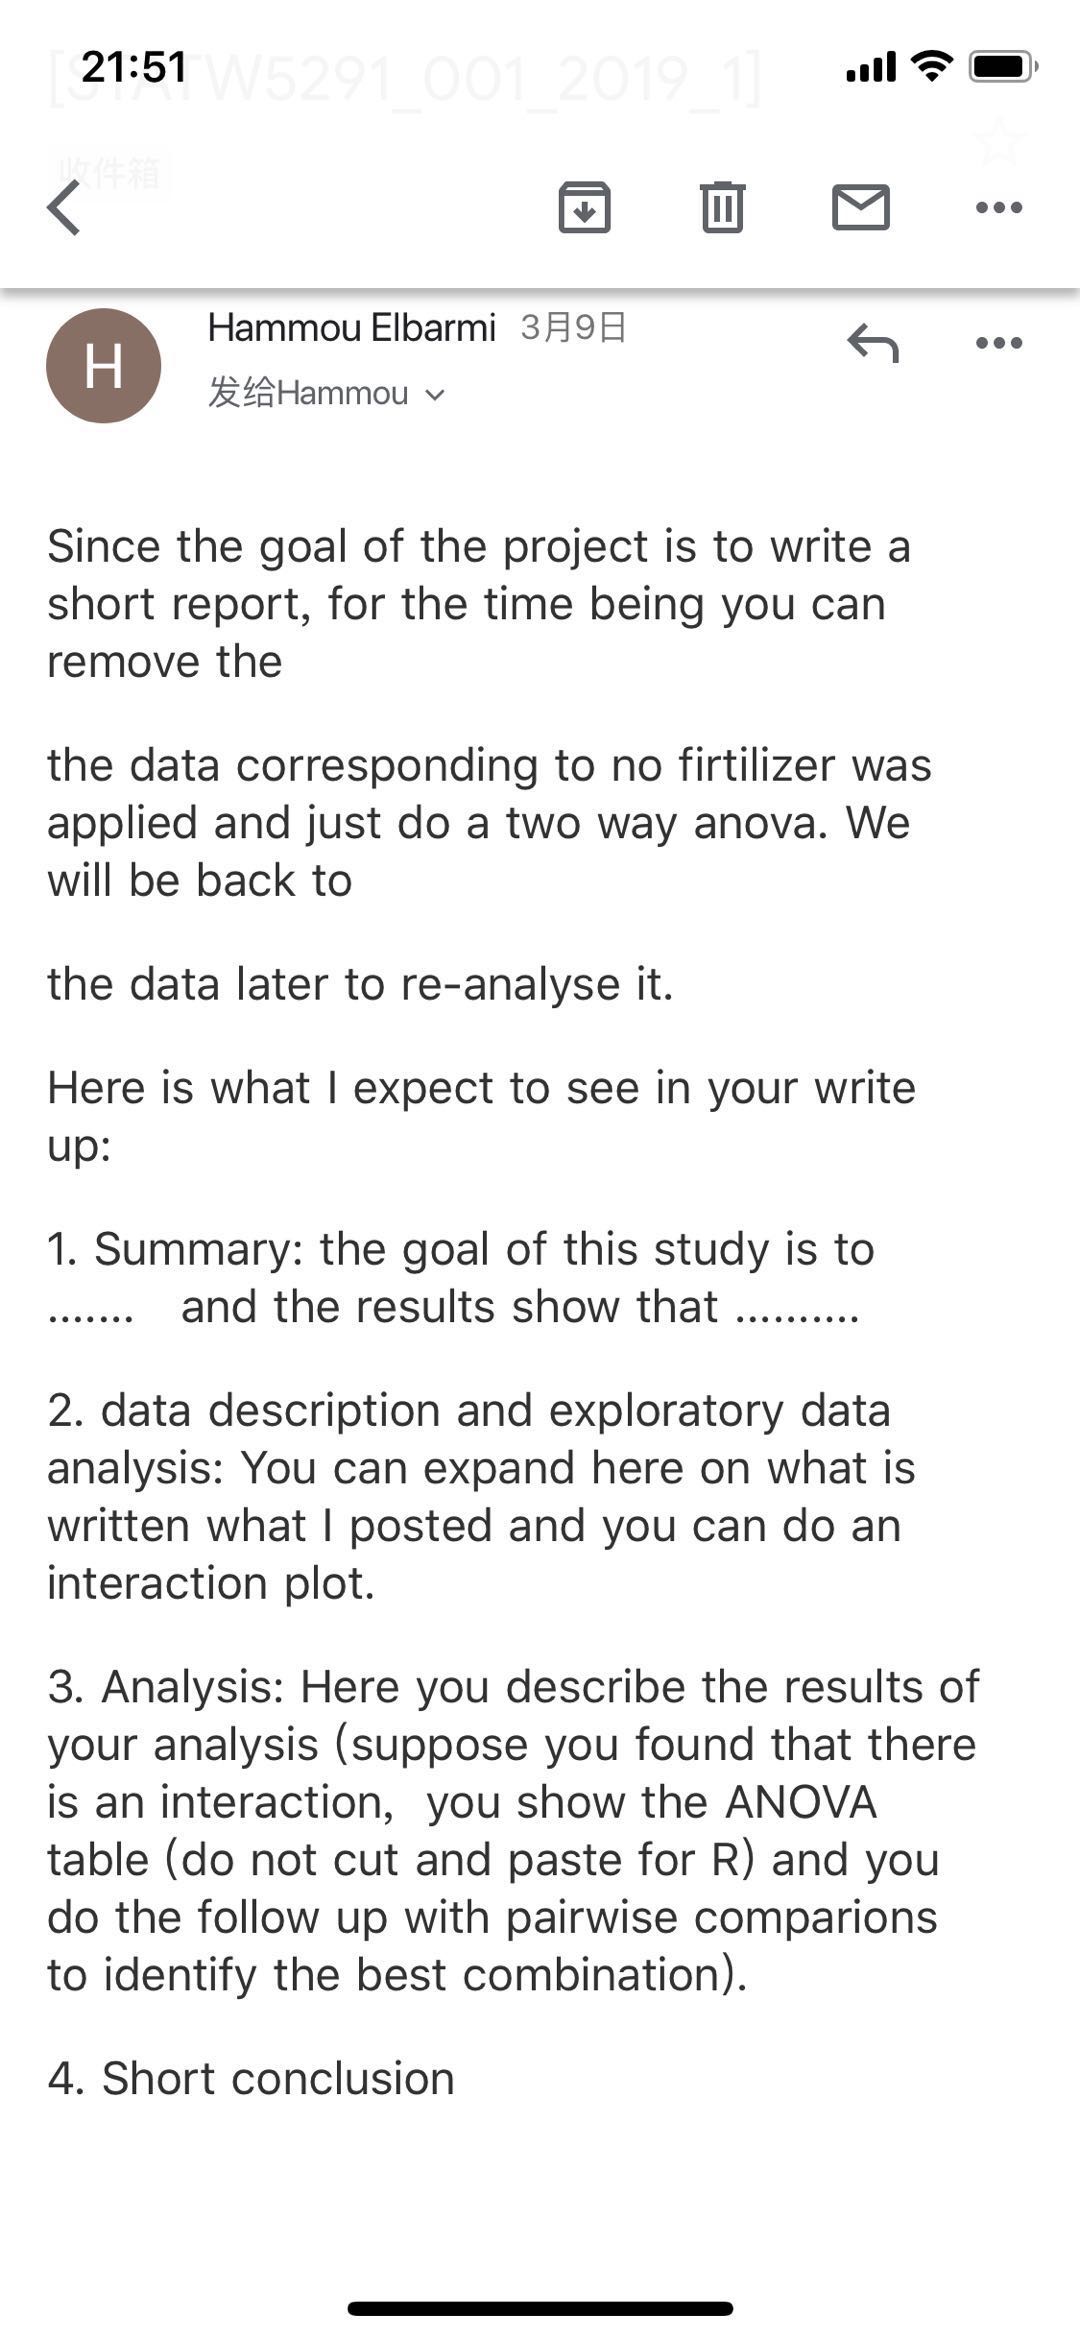 21:51
[STATW5291_001_2019_1]
收件箱
H
Hammou Elbarmi 3月9日
发给Hammou
Since the goal of the project is to write a
short report, for the time being you can
remove the
the data corresponding to no firtilizer was
applied and just do a two way anova. We
will be back to
the data later to re-analyse it.
Here is what I expect to see in your write
up:
1. Summary: the goal of this study is to
....... and the results show that ..........
2. data description and exploratory data
analysis: You can expand here on what is
written what I posted and you can do an
interaction plot.
3. Analysis: Here you describe the results of
your analysis (suppose you found that there
is an interaction, you show the ANOVA
table (do not cut and paste for R) and you
do the follow up with pairwise comparions
to identify the best combination).
4. Short conclusion